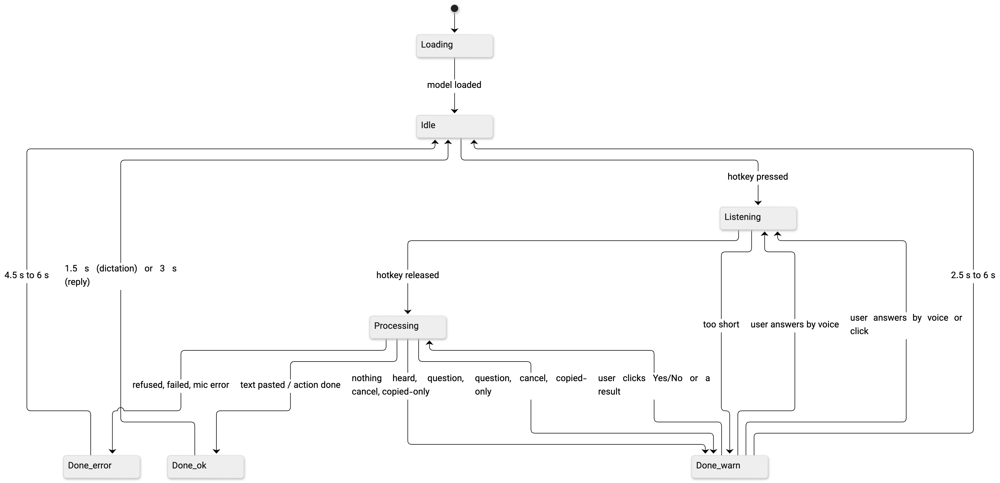 Loading
model loaded
Idle
hotkey pressed
Listening
4.5 s to 6 s
1.5 s (dictation) or 3 s
(reply)
hotkey released
2.5 s to 6 s
Processing
too short
user answers by voice
user answers by voice or
click
refused, failed, mic error
text pasted / action done
nothing heard, question,
cancel, copied-only
question, cancel, copied-
only
user clicks Yes/No or a
result
Done_error
Done_ok
Done_warn